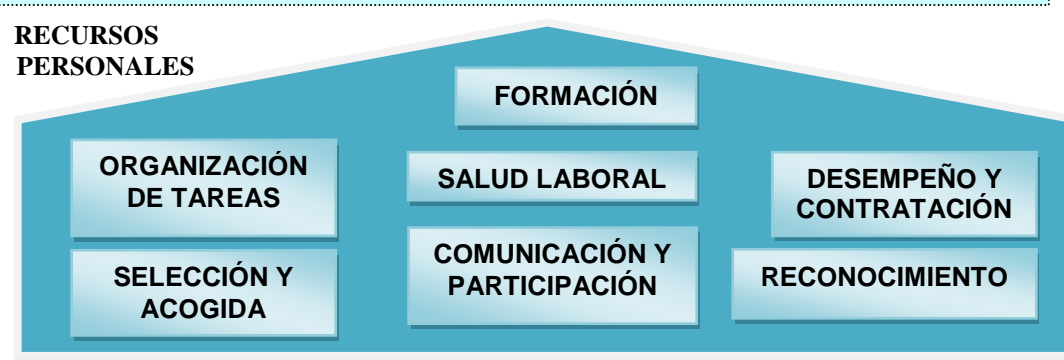 RECURSOS
PERSONALES
FORMACIÓN
ORGANIZACIÓN
DE TAREAS
SALUD LABORAL
DESEMPEÑO Y
CONTRATACIÓN
SELECCIÓN Y
ACOGIDA
COMUNICACIÓN Y
PARTICIPACIÓN
RECONOCIMIENTO